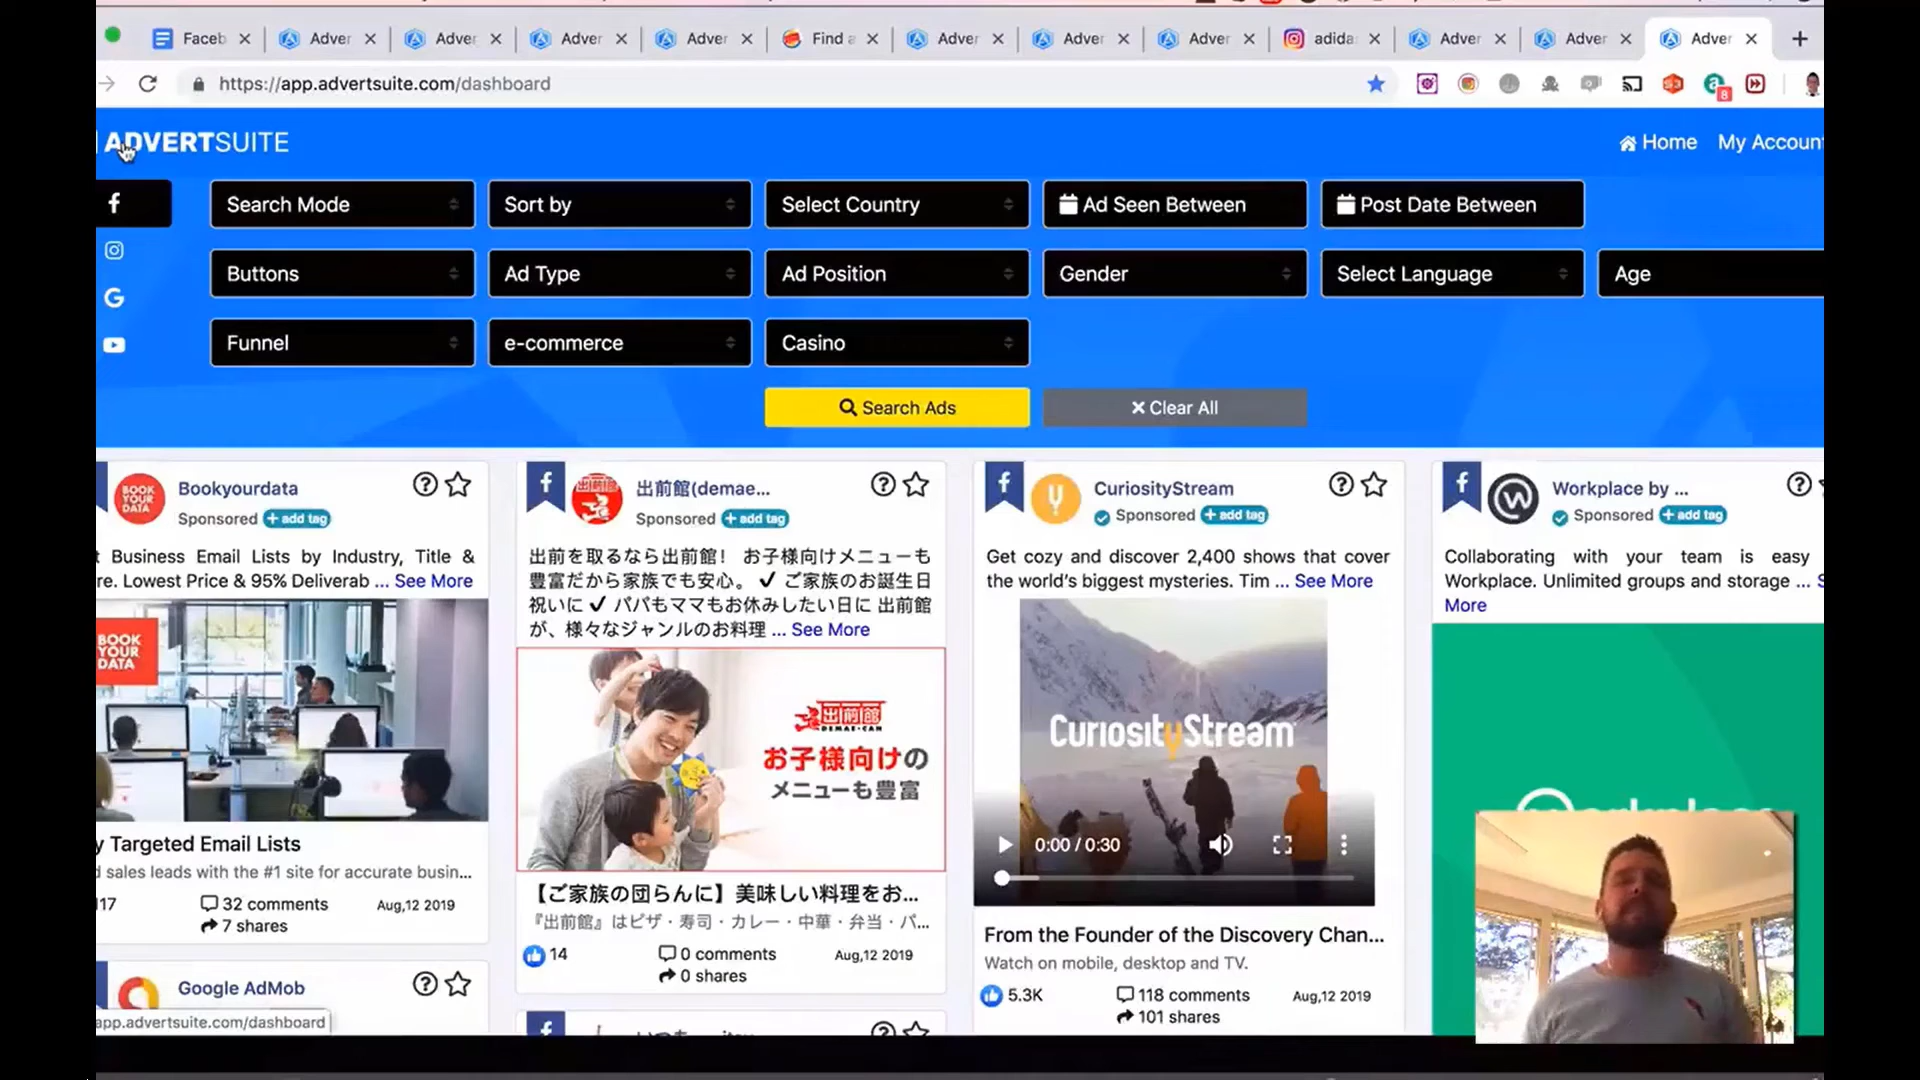 Faceb
Adver
Adver
Adver
Adver
Find a
Adver
Adver
Adver
adida
Adver
Adver
Adver
https://app.advertsuite.com/dashboard
8
ADVERTSUITE
Home
My Accoun
Search Mode
Sort by
Select Country
Ad Seen Between
Post Date Between
Buttons
Ad Type
Ad Position
Gender
Select Language
Age
Funnel
e-commerce
Casino
Search Ads
Clear All
BOOK
YOUR
DATA
Bookyourdata
Sponsored + add tag
t Business Email Lists by Industry, Title &
re. Lowest Price & 95% Deliverab ... See More
BOOK
YOUR
DATA
y Targeted Email Lists
d sales leads with the #1 site for accurate busin...
117
32 comments
Aug,12 2019
7 shares
Google AdMob
app.advertsuite.com/dashboard
出前館(demae...
Sponsored + add tag
出前を取るなら出前館! お子様向けメニューも
豊富だから家族でも安心。 ✔ ご家族のお誕生日
祝いに ✔ パパもママもお休みしたい日に 出前館
が、様々なジャンルのお料理 ... See More
出前館
DEMAE-CAN
お子様向けの
メニューも豊富
【ご家族の団らんに】美味しい料理をお...
『出前館』はピザ・寿司・カレー・中華・弁当・パ...
14
0 comments
Aug,12 2019
0 shares
CuriosityStream
Sponsored + add tag
Get cozy and discover 2,400 shows that cover
the world's biggest mysteries. Tim ... See More
CuriosityStream
0:00 / 0:30
From the Founder of the Discovery Chan...
Watch on mobile, desktop and TV.
5.3K
118 comments
Aug,12 2019
101 shares
Workplace by ...
Sponsored + add tag
Collaborating with your team is easy
Workplace. Unlimited groups and storage ... S
More